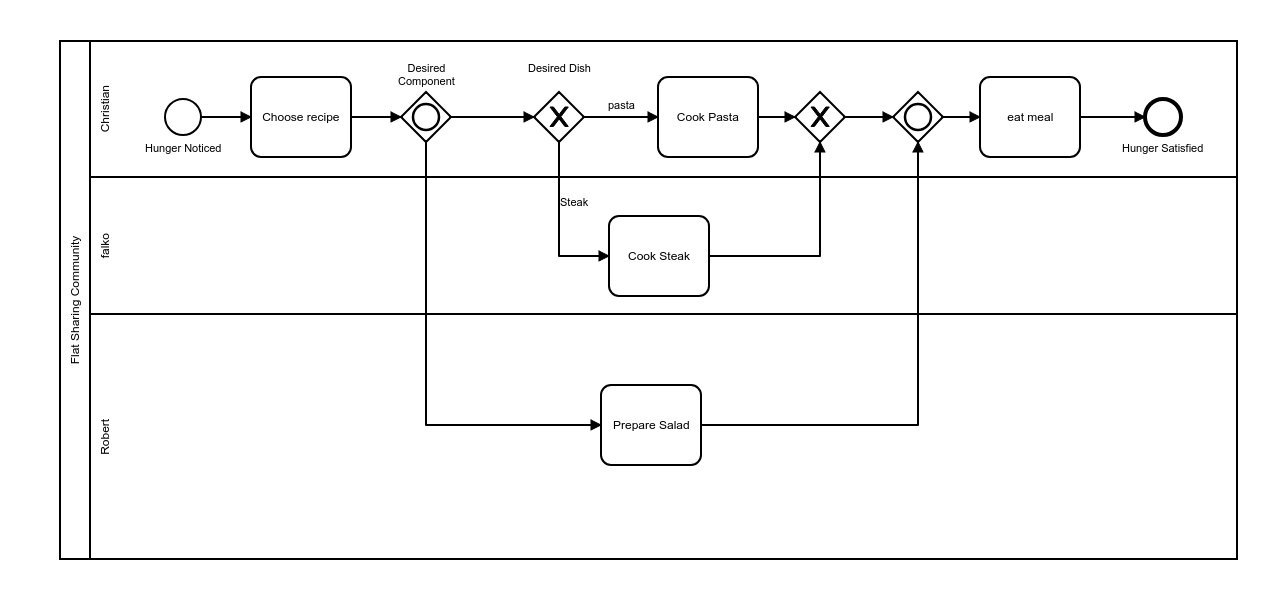 Flat Sharing Community
Christian
Hunger Noticed
Choose recipe
Desired
Component
Desired Dish
pasta
Cook Pasta
eat meal
Hunger Satisfied
falko
Steak
Cook Steak
Robert
Prepare Salad